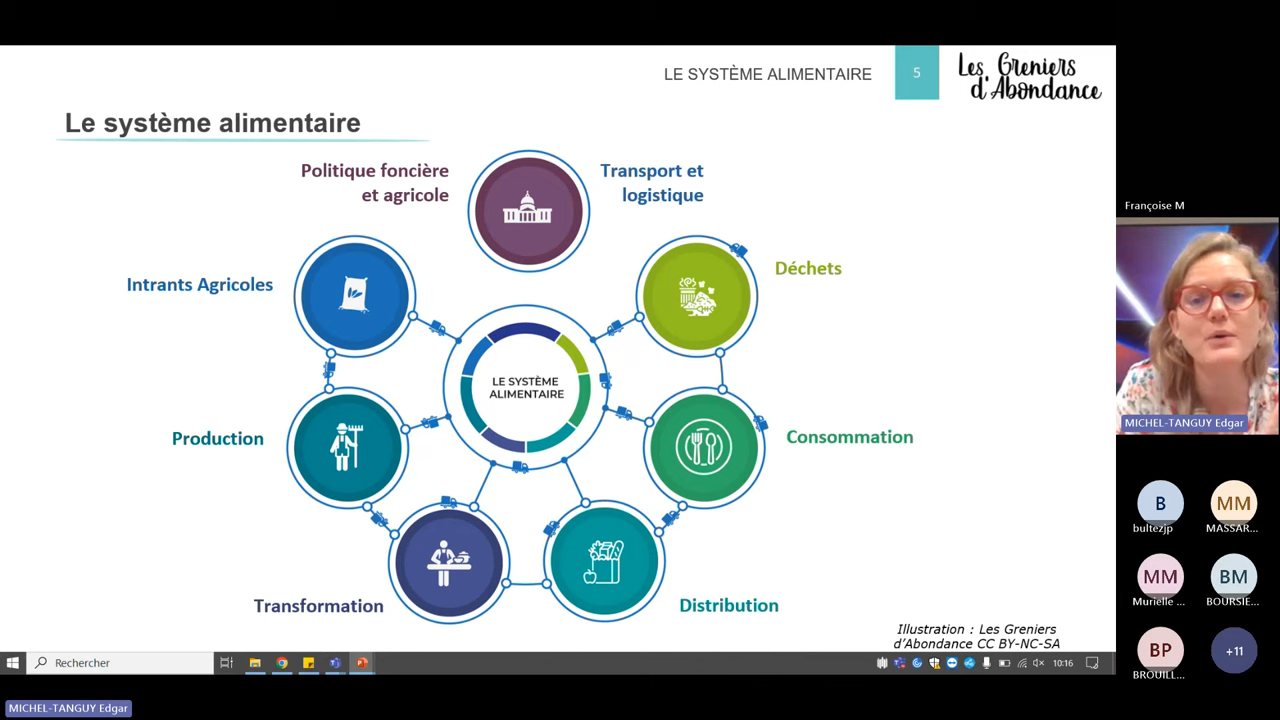 LE SYSTÈME ALIMENTAIRE
5
Les Greniers
d'Abondance
Le système alimentaire
Politique foncière
et agricole
Transport et
logistique
Intrants Agricoles
Déchets
LE SYSTÈME
ALIMENTAIRE
Production
Consommation
Transformation
Distribution
Illustration : Les Greniers
d'Abondance CC BY-NC-SA
Rechercher
10:16
Françoise M
MICHEL-TANGUY Edgar
B
bultezjp
MM
MASSAR...
MM
Murielle ...
BM
BOURSIE...
BP
BROUILL...
+11
MICHEL-TANGUY Edgar